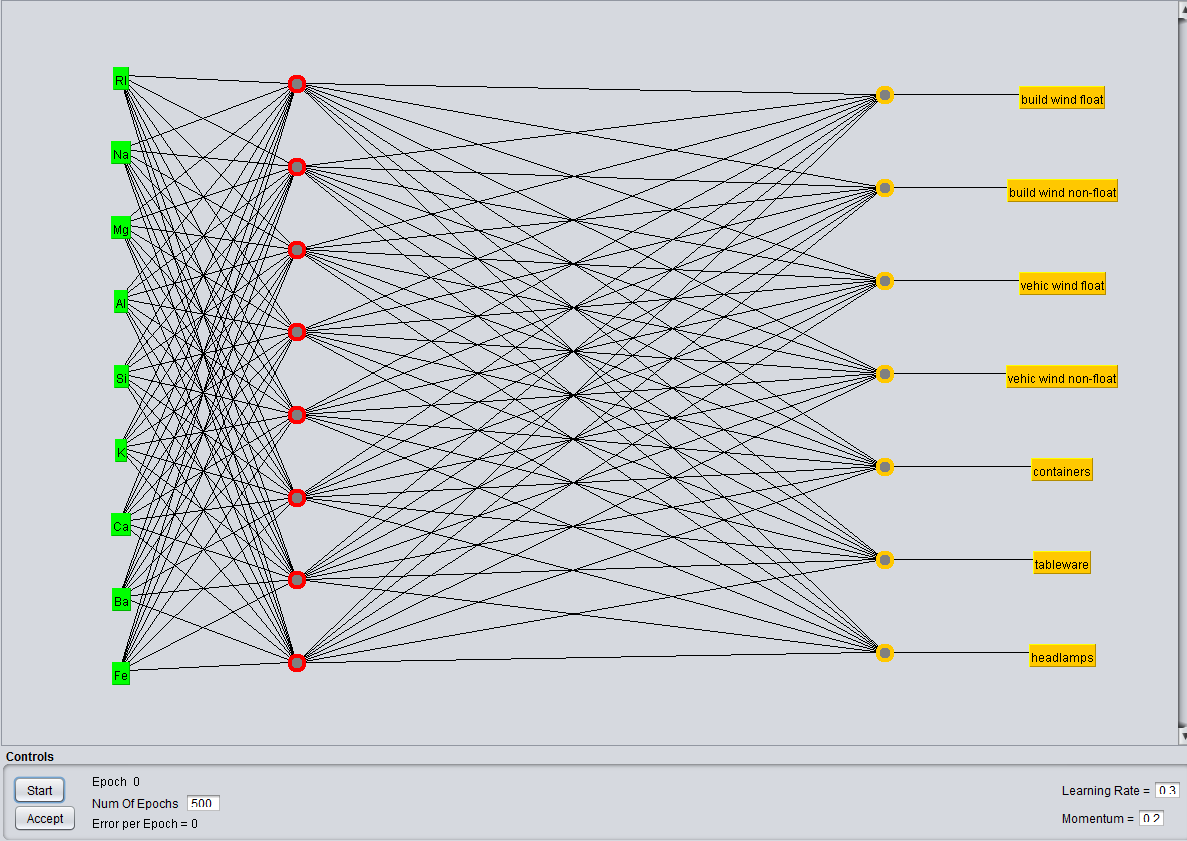 RI
build wind float
Na
build wind non-float
Mg
vehic wind float
Al
Si
vehic wind non-float
K
containers
Ca
tableware
Ba
headlamps
Fe
Controls
Start
Epoch 0
Learning Rate = 0.3
Num Of Epochs 500
Accept
Error per Epoch = 0
Momentum = 0.2